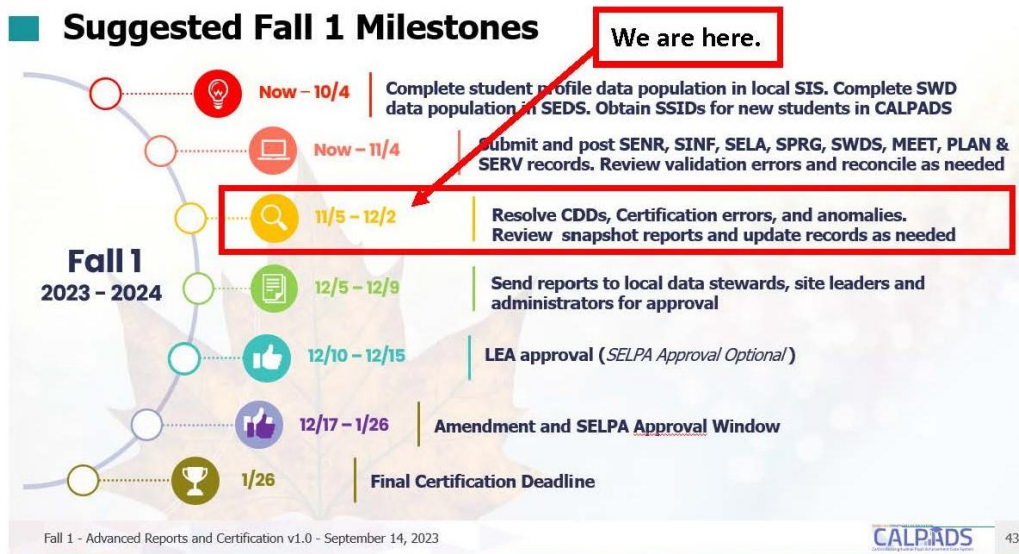 Suggested Fall 1 Milestones
We are here.
Now – 10/4
Complete student profile data population in local SIS. Complete SWD
data population in SEDS. Obtain SSIDs for new students in CALPADS
Now – 11/4
Submit and post SENR, SINF, SELA, SPRG, SWDS, MEET, PLAN &
SERV records. Review validation errors and reconcile as needed
11/5 – 12/2
Resolve CDDs, Certification errors, and anomalies.
Review snapshot reports and update records as needed
Fall 1
2023 – 2024
12/5 – 12/9
Send reports to local data stewards, site leaders and
administrators for approval
12/10 – 12/15
LEA approval (SELPA Approval Optional)
12/17 – 1/26
Amendment and SELPA Approval Window
1/26
Final Certification Deadline
Fall 1 - Advanced Reports and Certification v1.0 - September 14, 2023
CALPADS
43